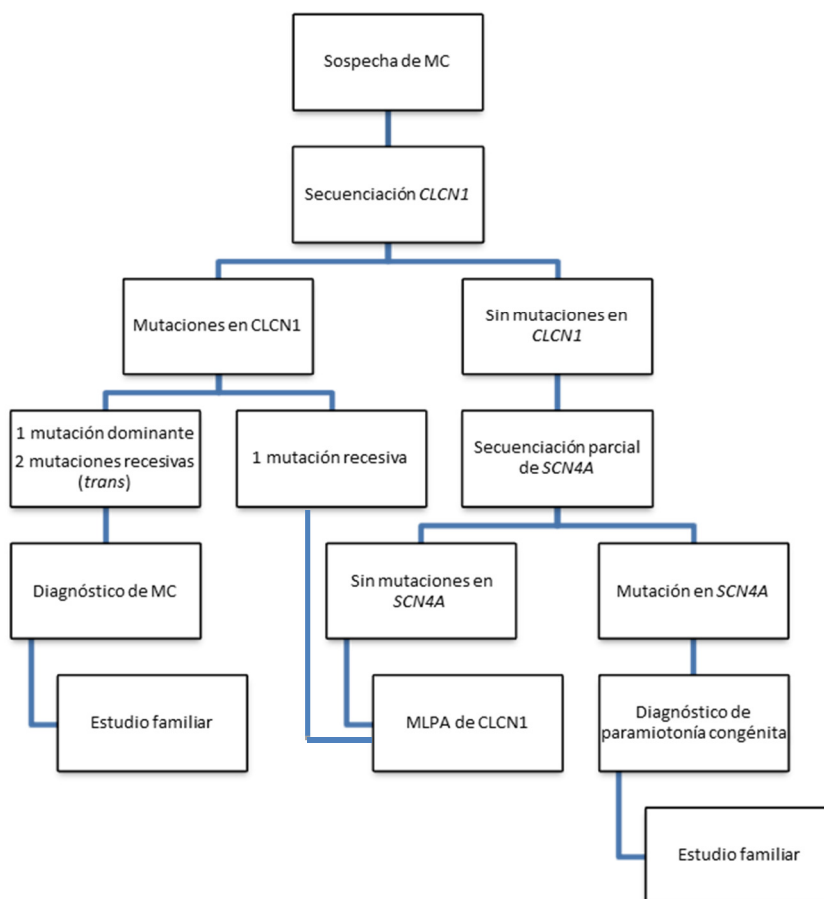 Sospecha de MC
Secuenciación CLCN1
Mutaciones en CLCN1
Sin mutaciones en
CLCN1
1 mutación dominante
2 mutaciones recesivas
(trans)
1 mutación recesiva
Secuenciación parcial
de SCN4A
Diagnóstico de MC
Sin mutaciones en
SCN4A
Mutación en SCN4A
Estudio familiar
MLPA de CLCN1
Diagnóstico de
paramiotonía congénita
Estudio familiar